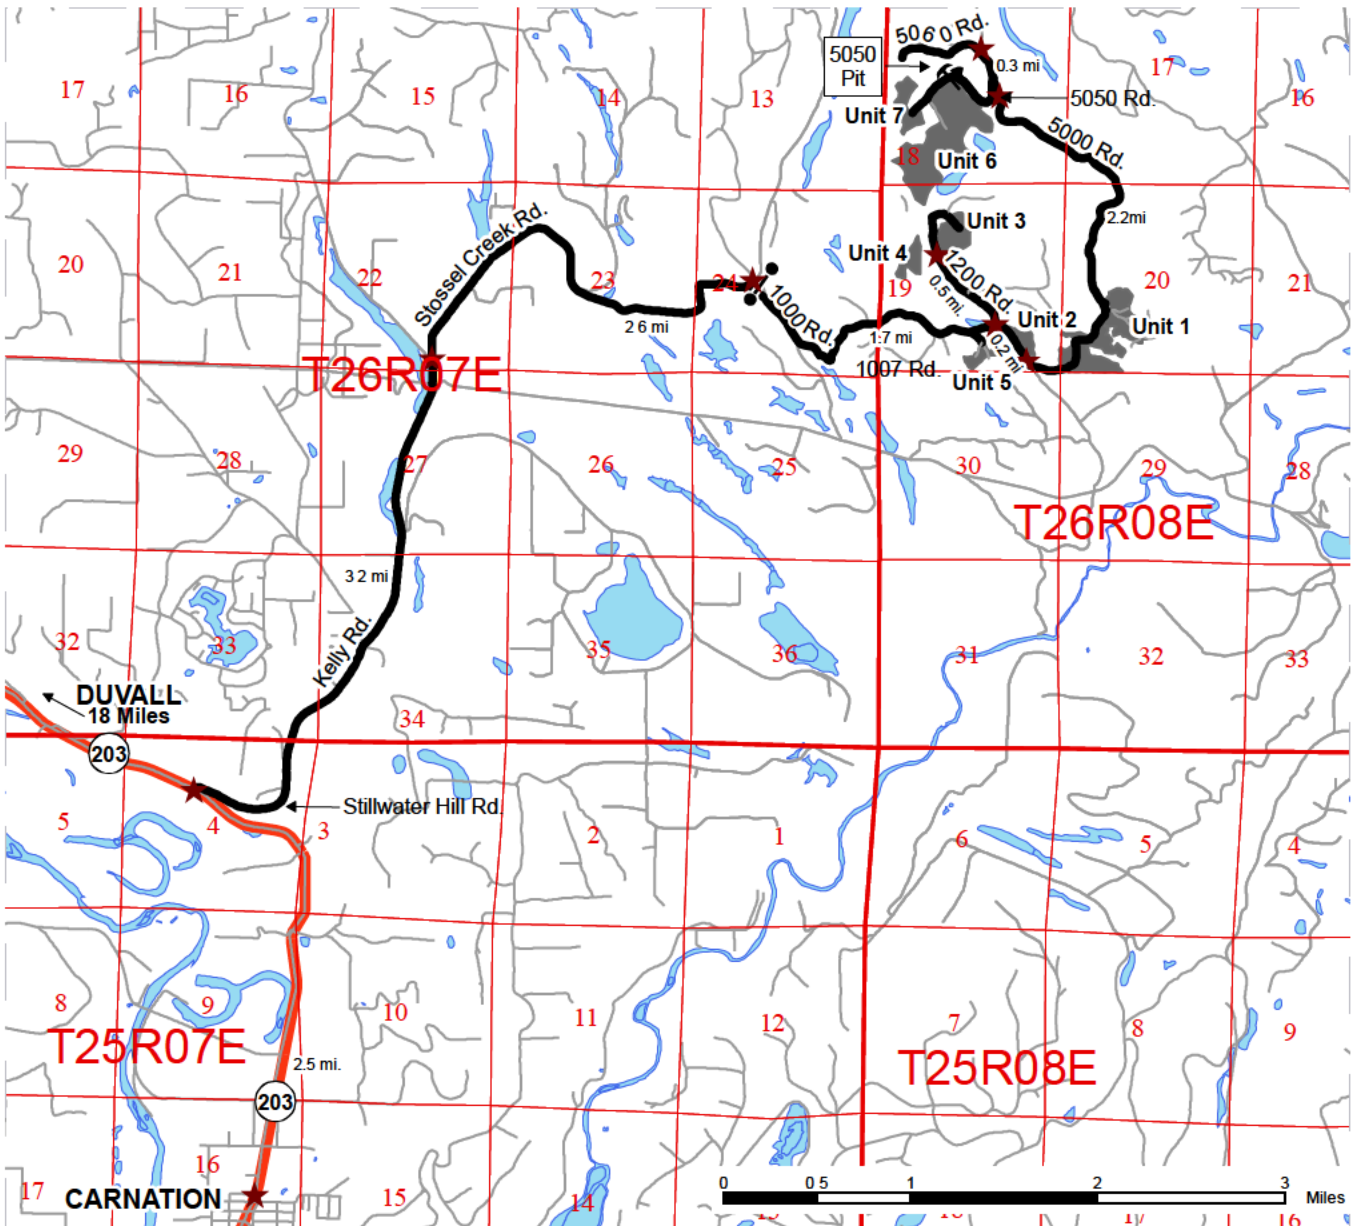 5060 Rd.
5050
Pit
0.3 mi
17
16
15
14
13
17
16
5050 Rd.
Unit 7
5000 Rd.
18
Unit 6
Stossel Creek Rd.
Unit 3
2.2mi
Unit 4
20
21
22
23
24
19
1200 Rd.
20
21
0.5 mi.
1000 Rd.
2 6 mi
1.7 mi
Unit 2
Unit 1
0.2 mi
1007 Rd.
Unit 5
T26R07E
29
28
27
26
25
30
29
28
T26R08E
3 2 mi
32
33
Kelly Rd.
35
36
31
32
33
DUVALL
18 Miles
34
203
Stillwater Hill Rd.
5
4
3
2
1
6
5
4
8
9
10
11
12
7
8
9
T25R07E
2.5 mi.
T25R08E
203
16
17
CARNATION
15
14
0
0 5
1
2
3
Miles